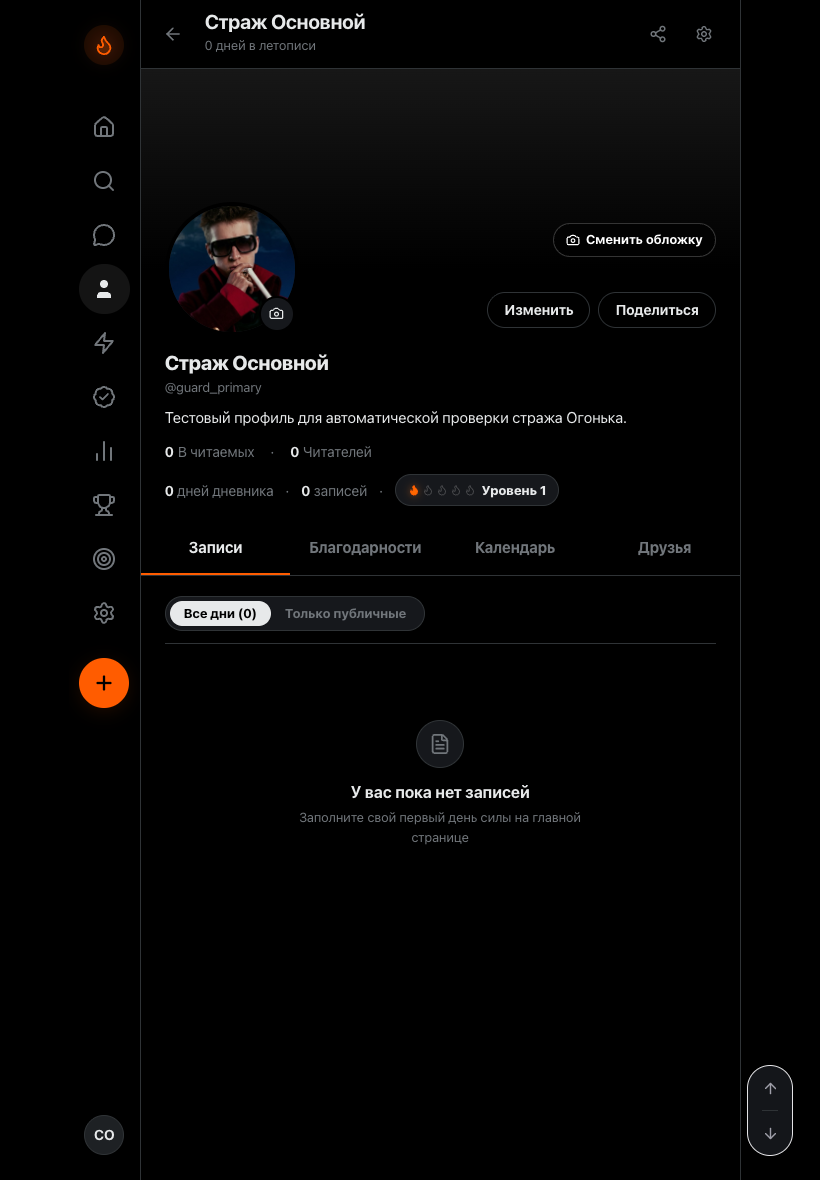 Страж Основной
0 дней в летописи
Сменить обложку
Изменить
Поделиться
Страж Основной
@guard_primary
Тестовый профиль для автоматической проверки стража Огонька.
0 В читаемых · 0 Читателей
0 дней дневника · 0 записей · Уровень 1
Записи Благодарности Календарь Друзья
Все дни (0) Только публичные
У вас пока нет записей
Заполните свой первый день силы на главной
странице
СО